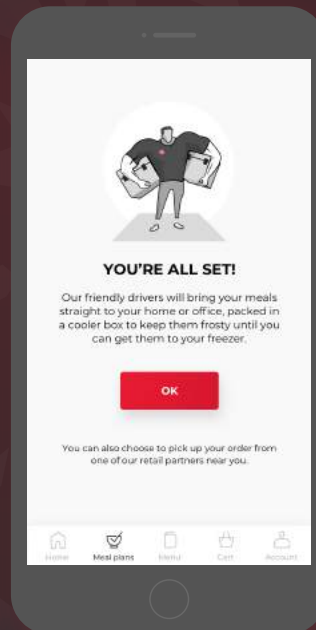 YOU'RE ALL SET!
Our friendly drivers will bring your meals
straight to your home or office, packed in
a cooler box to keep them frosty until you
can get them to your freezer.
OK
You can also choose to pick up your order from
one of our retail partners near you.
Home Meal plans Menu Cart Account